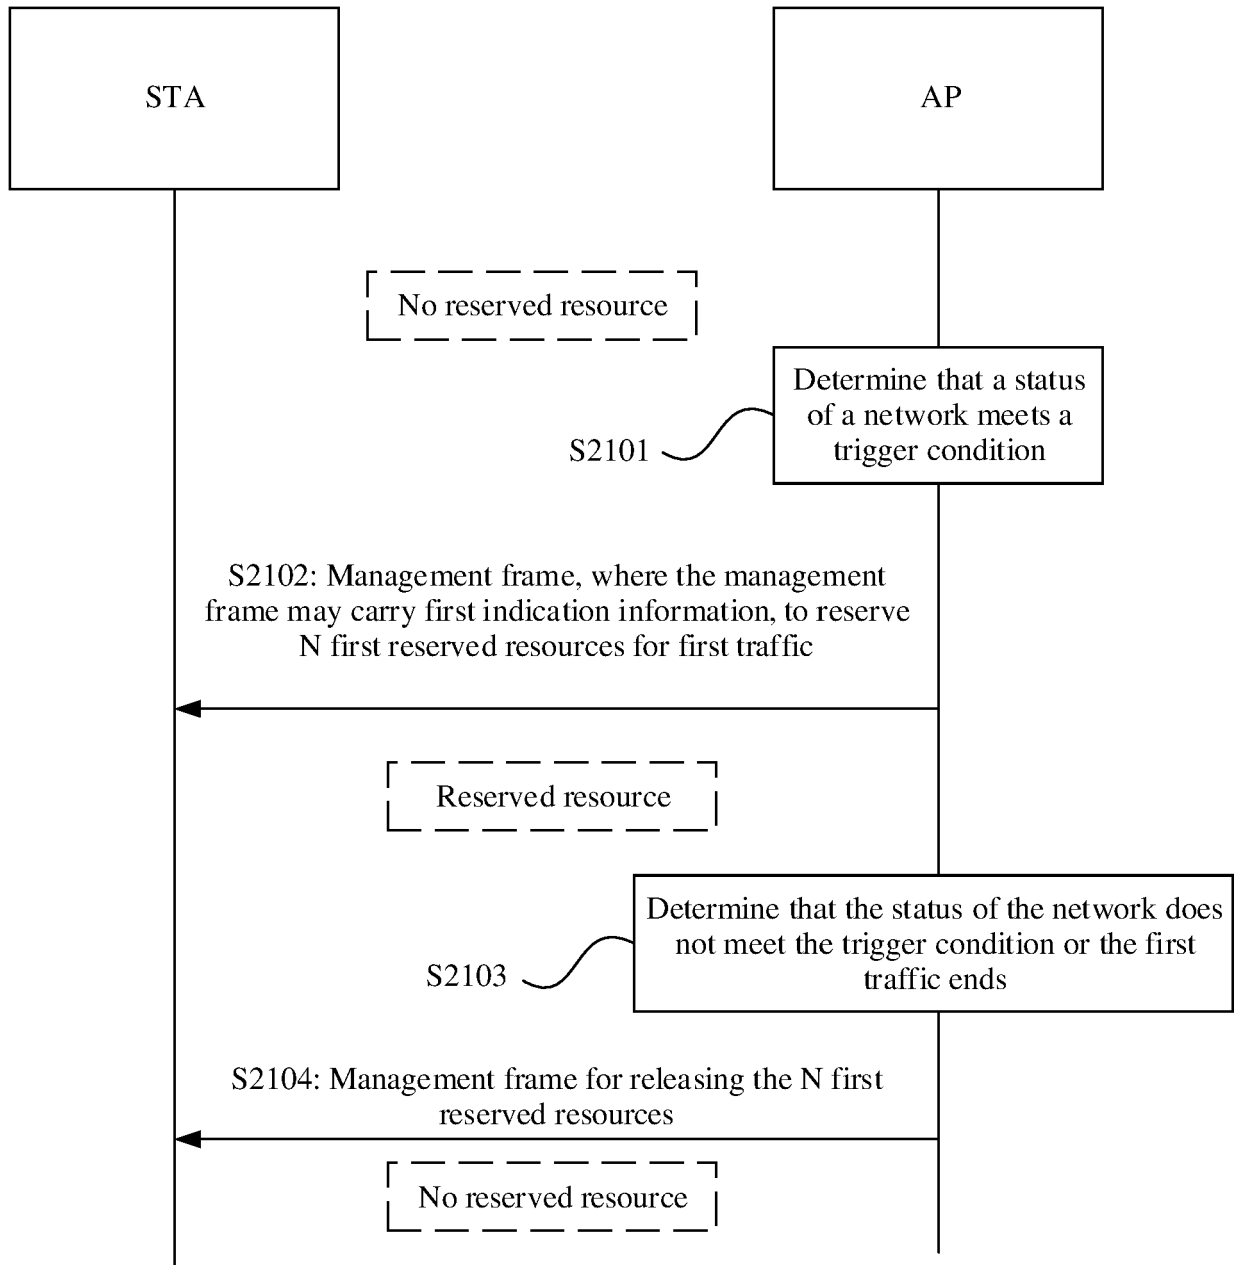 STA
AP
No reserved resource
Determine that a status
of a network meets a
trigger condition
S2101
S2102: Management frame, where the management
frame may carry first indication information, to reserve
N first reserved resources for first traffic
Reserved resource
Determine that the status of the network does
not meet the trigger condition or the first
traffic ends
S2103
S2104: Management frame for releasing the N first
reserved resources
No reserved resource